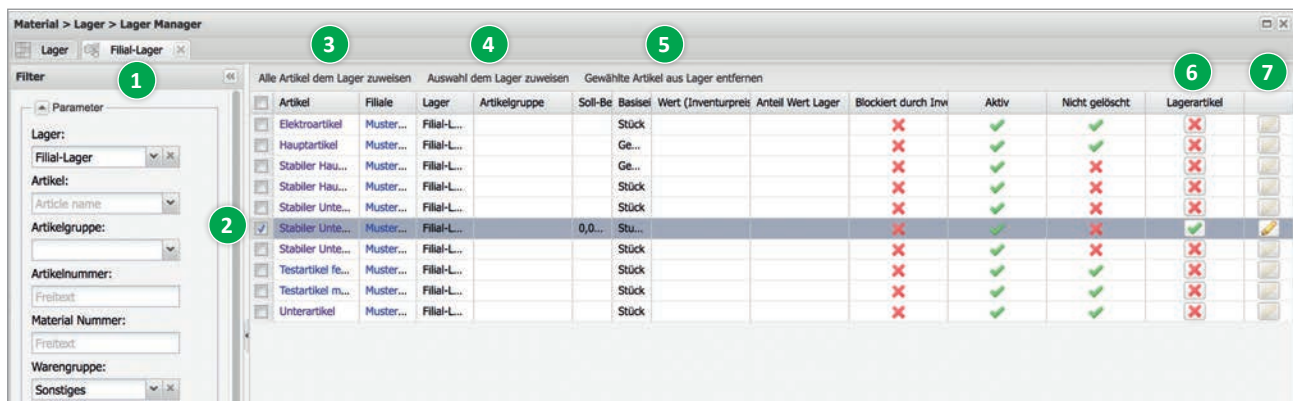 Material > Lager > Lager Manager
Lager Filial-Lager
1 3 4 5 6 7
Filter
Alle Artikel dem Lager zuweisen Auswahl dem Lager zuweisen Gewählte Artikel aus Lager entfernen
Parameter
Artikel Filiale Lager Artikelgruppe Soll-Be Basisei Wert (Inventurpreis Anteil Wert Lager Blockiert durch Inv Aktiv Nicht gelöscht Lagerartikel
Elektroartikel Muster... Filial-L... Stück
Lager:
Hauptartikel Muster... Filial-L... Ge...
Filial-Lager
Stabiler Hau... Muster... Filial-L... Ge...
Artikel:
Stabiler Hau... Muster... Filial-L... Stück
Article name
Stabiler Unte... Muster... Filial-L... Stück
Artikelgruppe:
2 Stabiler Unte... Muster... Filial-L... 0,0... Stu...
Stabiler Unte... Muster... Filial-L... Stück
Artikelnummer:
Testartikel fe... Muster... Filial-L... Stück
Freitext
Testartikel m... Muster... Filial-L... Stück
Material Nummer:
Unterartikel Muster... Filial-L... Stück
Freitext
Warengruppe:
Sonstiges